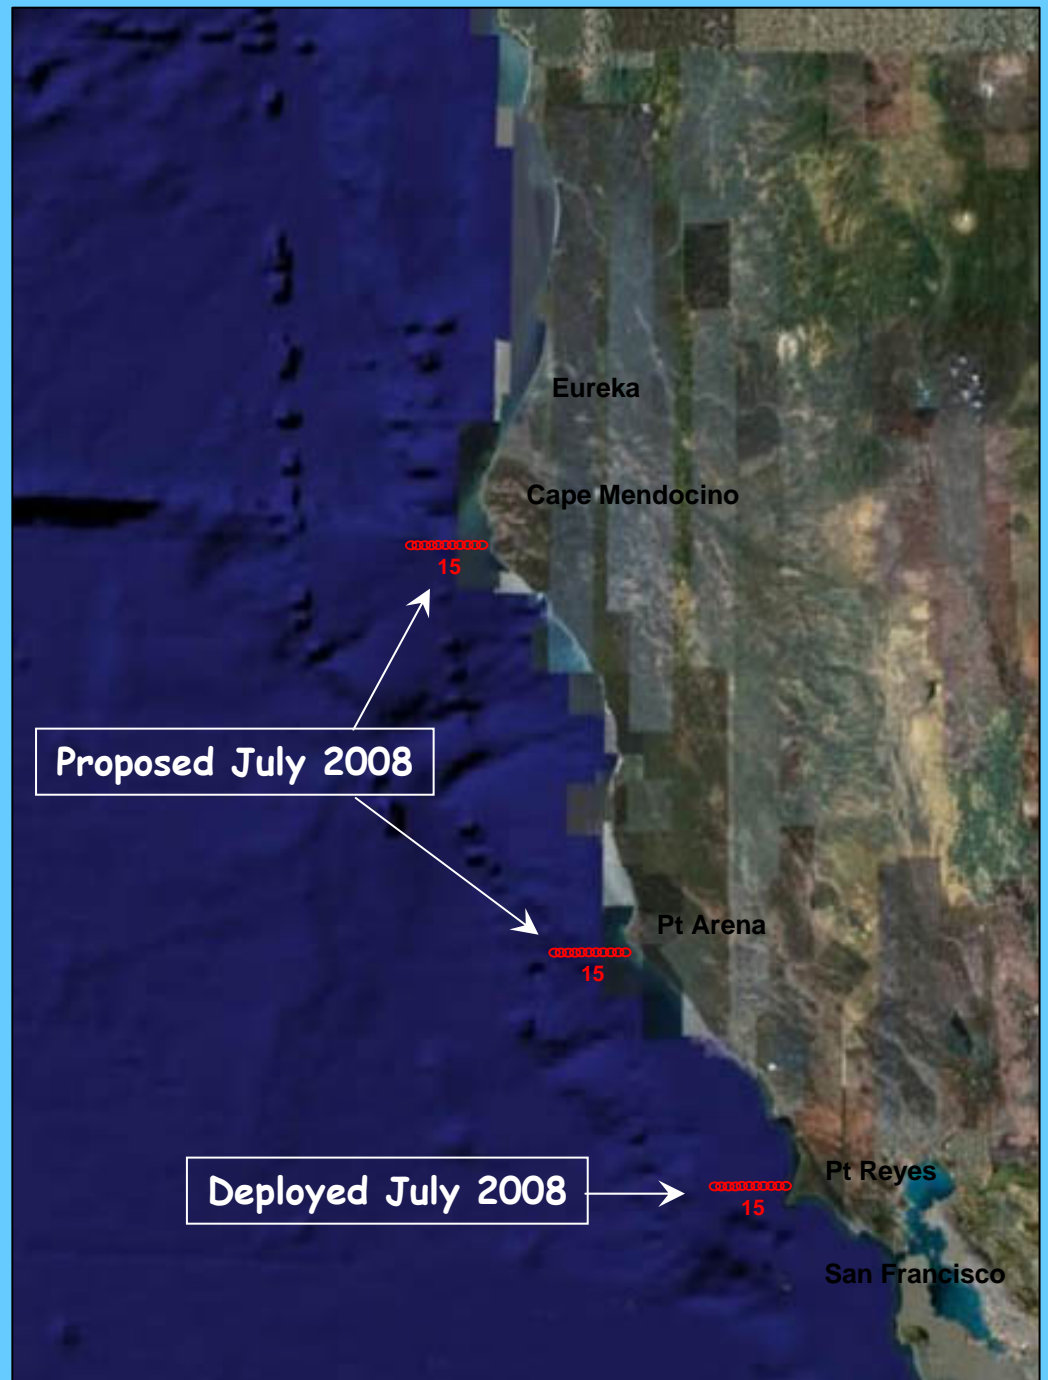 Eureka
Cape Mendocino
15
Proposed July 2008
Pt Arena
15
Pt Reyes
Deployed July 2008
15
San Francisco